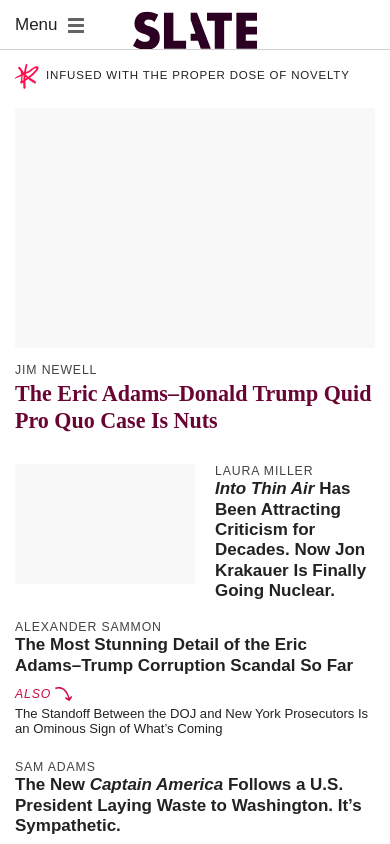 Menu
SLATE
INFUSED WITH THE PROPER DOSE OF NOVELTY
JIM NEWELL
The Eric Adams–Donald Trump Quid
Pro Quo Case Is Nuts
LAURA MILLER
Into Thin Air Has
Been Attracting
Criticism for
Decades. Now Jon
Krakauer Is Finally
Going Nuclear.
ALEXANDER SAMMON
The Most Stunning Detail of the Eric
Adams–Trump Corruption Scandal So Far
ALSO
The Standoff Between the DOJ and New York Prosecutors Is
an Ominous Sign of What’s Coming
SAM ADAMS
The New Captain America Follows a U.S.
President Laying Waste to Washington. It’s
Sympathetic.